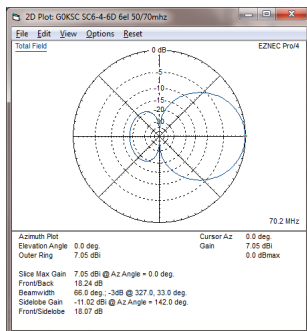 2D Plot: G0KSC SC6-4-6D 6el 50/70mhz
File Edit View Options Reset
Total Field
EZNEC Pro/4
0 dB
-5
-10
-15
-20
-30
70.2 MHz
Azimuth Plot
Cursor Az 0.0 deg.
Elevation Angle 0.0 deg.
Gain 7.05 dBi
Outer Ring 7.05 dBi
0.0 dBmax
Slice Max Gain 7.05 dBi @ Az Angle = 0.0 deg.
Front/Back 18.24 dB
Beamwidth 66.0 deg.; -3dB @ 327.0, 33.0 deg.
Sidelobe Gain -11.02 dBi @ Az Angle = 142.0 deg.
Front/Sidelobe 18.07 dB